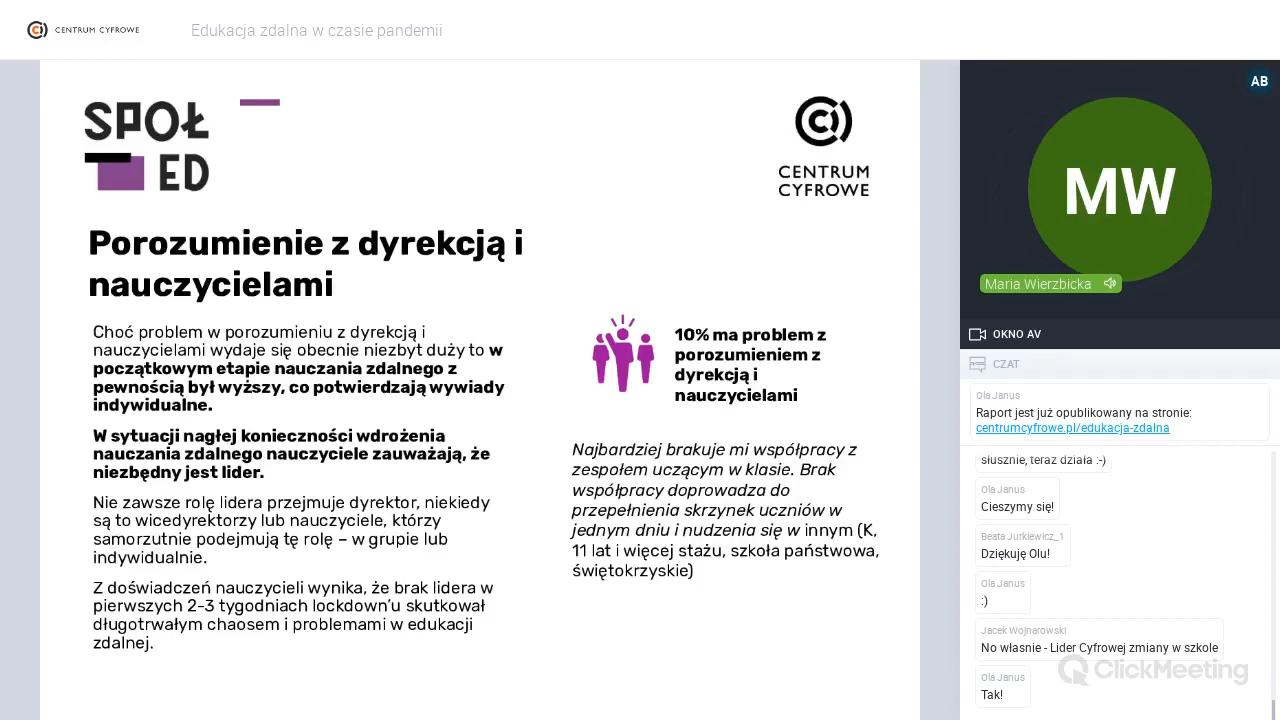 CENTRUM CYFROWE
Edukacja zdalna w czasie pandemii
SPOŁ
ED
CENTRUM
CYFROWE
Porozumienie z dyrekcją i
nauczycielami
Choć problem w porozumieniu z dyrekcją i
nauczycielami wydaje się obecnie niezbyt duży to w
początkowym etapie nauczania zdalnego z
pewnością był wyższy, co potwierdzają wywiady
indywidualne.
W sytuacji nagłej konieczności wdrożenia
nauczania zdalnego nauczyciele zauważają, że
niezbędny jest lider.
Nie zawsze rolę lidera przejmuje dyrektor, niekiedy
są to wicedyrektorzy lub nauczyciele, którzy
samorzutnie podejmują tę rolę – w grupie lub
indywidualnie.
Z doświadczeń nauczycieli wynika, że brak lidera w
pierwszych 2-3 tygodniach lockdown’u skutkował
długotrwałym chaosem i problemami w edukacji
zdalnej.
10% ma problem z
porozumieniem z
dyrekcją i
nauczycielami
Najbardziej brakuje mi współpracy z
zespołem uczącym w klasie. Brak
współpracy doprowadza do
przepełnienia skrzynek uczniów w
jednym dniu i nudzenia się w innym (K,
11 lat i więcej stażu, szkoła państwowa,
świętokrzyskie)
AB
MW
Maria Wierzbicka
OKNO AV
CZAT
Ola Janus
Raport jest już opublikowany na stronie:
centrumcyfrowe.pl/edukacja-zdalna
słusznie, teraz działa :-)
Ola Janus
Cieszymy się!
Beata Jurkiewicz_1
Dziękuję Olu!
Ola Janus
:)
Jacek Wojnarowski
No własnie - Lider Cyfrowej zmiany w szkole
ClickMeeting
Ola Janus
Tak!